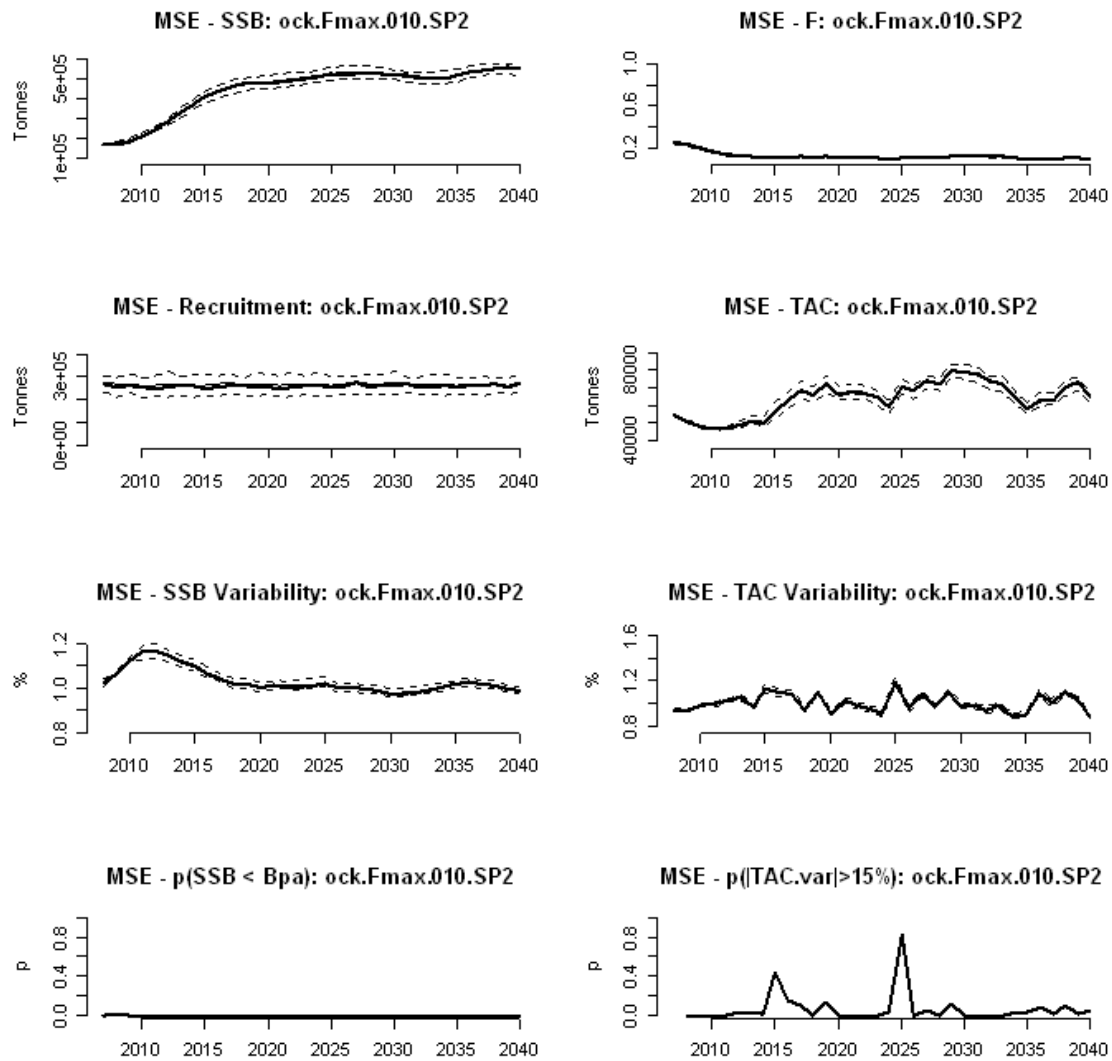 MSE - SSB: ock.Fmax.010.SP2
Tonnes
1e+05 5e+05
2010 2015 2020 2025 2030 2035 2040
MSE - F: ock.Fmax.010.SP2
0.2 0.6 1.0
2010 2015 2020 2025 2030 2035 2040
MSE - Recruitment: ock.Fmax.010.SP2
Tonnes
0e+00 3e+05
2010 2015 2020 2025 2030 2035 2040
MSE - TAC: ock.Fmax.010.SP2
Tonnes
40000 80000
2010 2015 2020 2025 2030 2035 2040
MSE - SSB Variability: ock.Fmax.010.SP2
%
0.8 1.0 1.2
2010 2015 2020 2025 2030 2035 2040
MSE - TAC Variability: ock.Fmax.010.SP2
%
0.8 1.2 1.6
2010 2015 2020 2025 2030 2035 2040
MSE - p(SSB < Bpa): ock.Fmax.010.SP2
p
0.0 0.4 0.8
2010 2015 2020 2025 2030 2035 2040
MSE - p(|TAC.var|>15%): ock.Fmax.010.SP2
p
0.0 0.4 0.8
2010 2015 2020 2025 2030 2035 2040